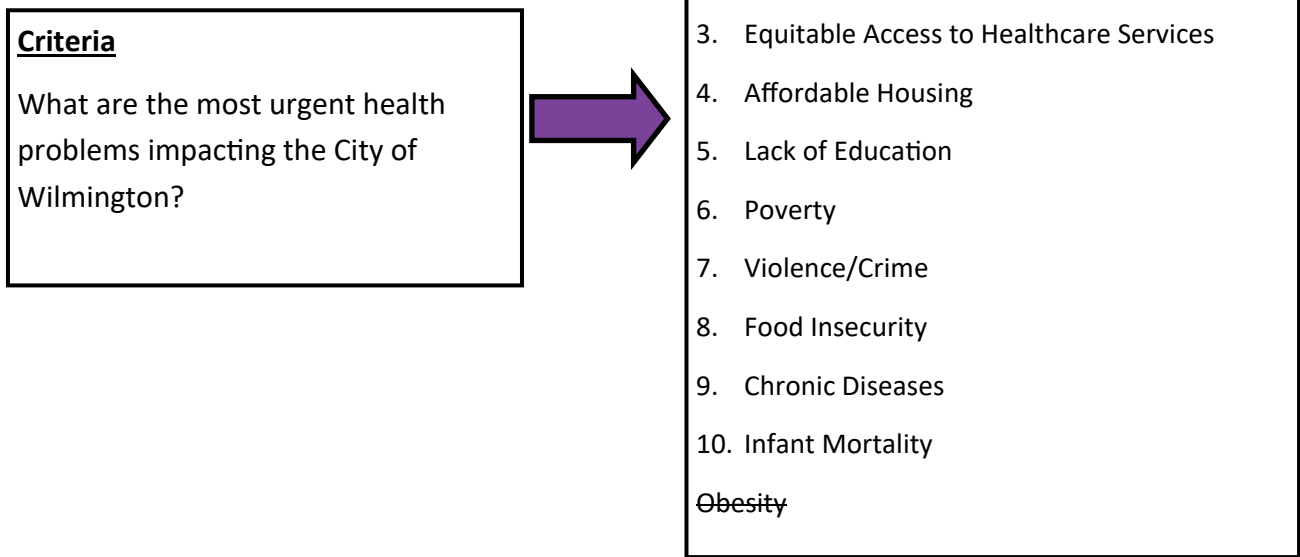 Criteria
What are the most urgent health
problems impacting the City of
Wilmington?
3. Equitable Access to Healthcare Services
4. Affordable Housing
5. Lack of Education
6. Poverty
7. Violence/Crime
8. Food Insecurity
9. Chronic Diseases
10. Infant Mortality
Obesity